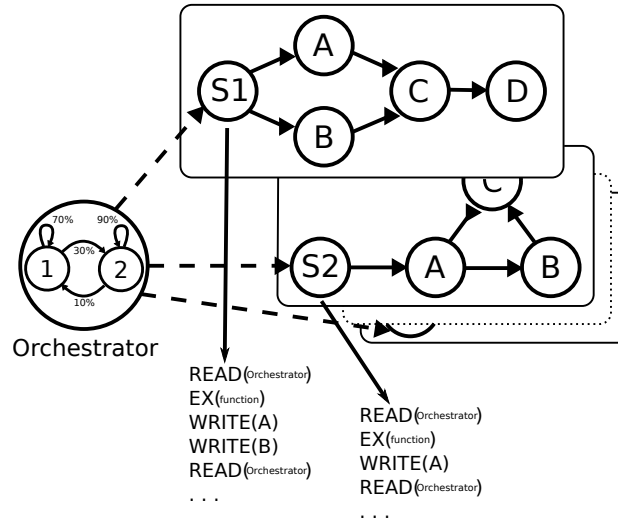 A
S1
C
D
B
C
70%
90%
1
30%
2
10%
S2
A
B
Orchestrator
READ(Orchestrator)
EX(function)
WRITE(A)
WRITE(B)
READ(Orchestrator)
. . .
READ(Orchestrator)
EX(function)
WRITE(A)
READ(Orchestrator)
. . .